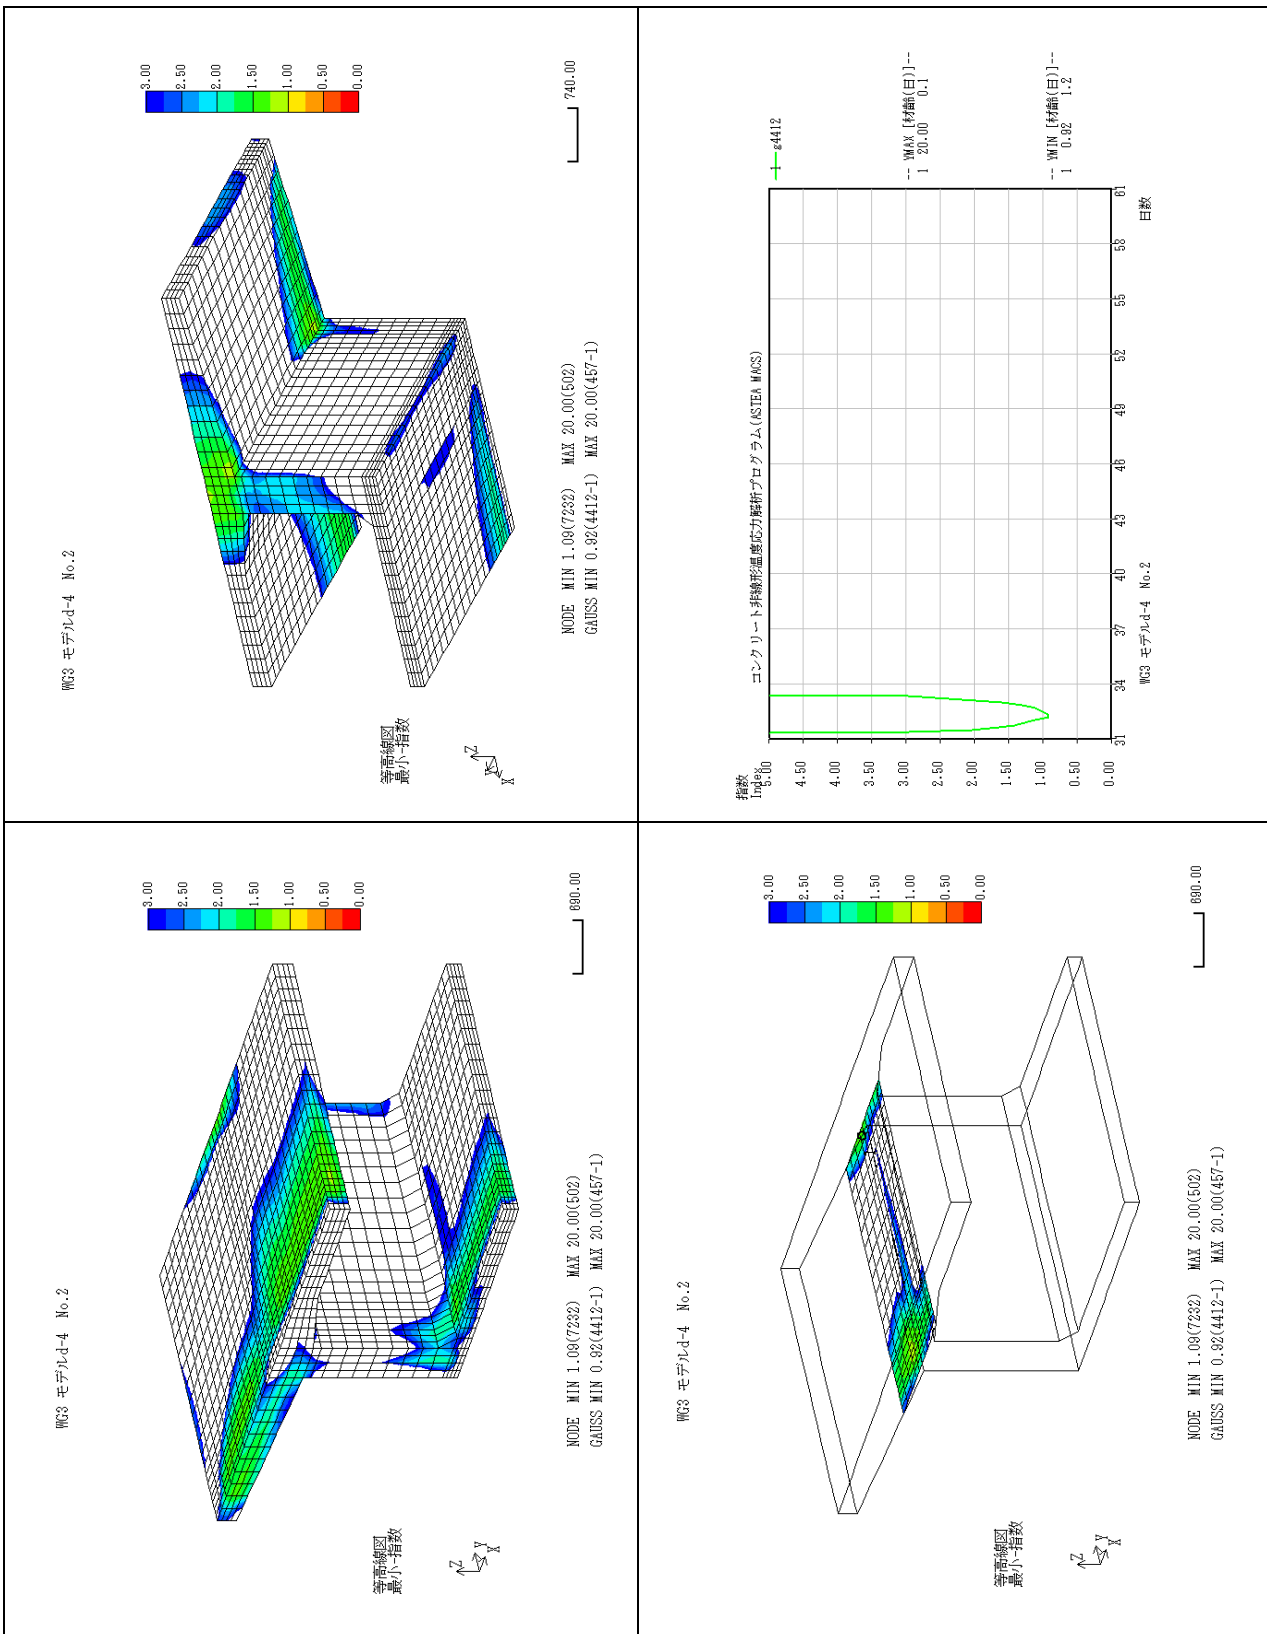 WG3 モデルd-4 No.2
3.00
2.50
2.00
1.50
1.00
0.50
0.00
690.00
等高線図
最小-指数
Z
Y
X
NODE MIN 1.09(7232) MAX 20.00(502)
GAUSS MIN 0.92(4412-1) MAX 20.00(457-1)
WG3 モデルd-4 No.2
3.00
2.50
2.00
1.50
1.00
0.50
0.00
740.00
等高線図
最小-指数
Z
Y
X
NODE MIN 1.09(7232) MAX 20.00(502)
GAUSS MIN 0.92(4412-1) MAX 20.00(457-1)
WG3 モデルd-4 No.2
3.00
2.50
2.00
1.50
1.00
0.50
0.00
690.00
等高線図
最小-指数
Z
Y
X
NODE MIN 1.09(7232) MAX 20.00(502)
GAUSS MIN 0.92(4412-1) MAX 20.00(457-1)
コンクリート非線形温度応力解析プログラム(ASTEA MACS)
指数
Index
5.00
4.50
4.00
3.50
3.00
2.50
2.00
1.50
1.00
0.50
0.00
31
34
37
40
43
46
49
52
55
58
61
日数
1 g4412
-- YMAX [材齢(日)]--
1 20.00 0.1
-- YMIN [材齢(日)]--
1 0.92 1.2
WG3 モデルd-4 No.2